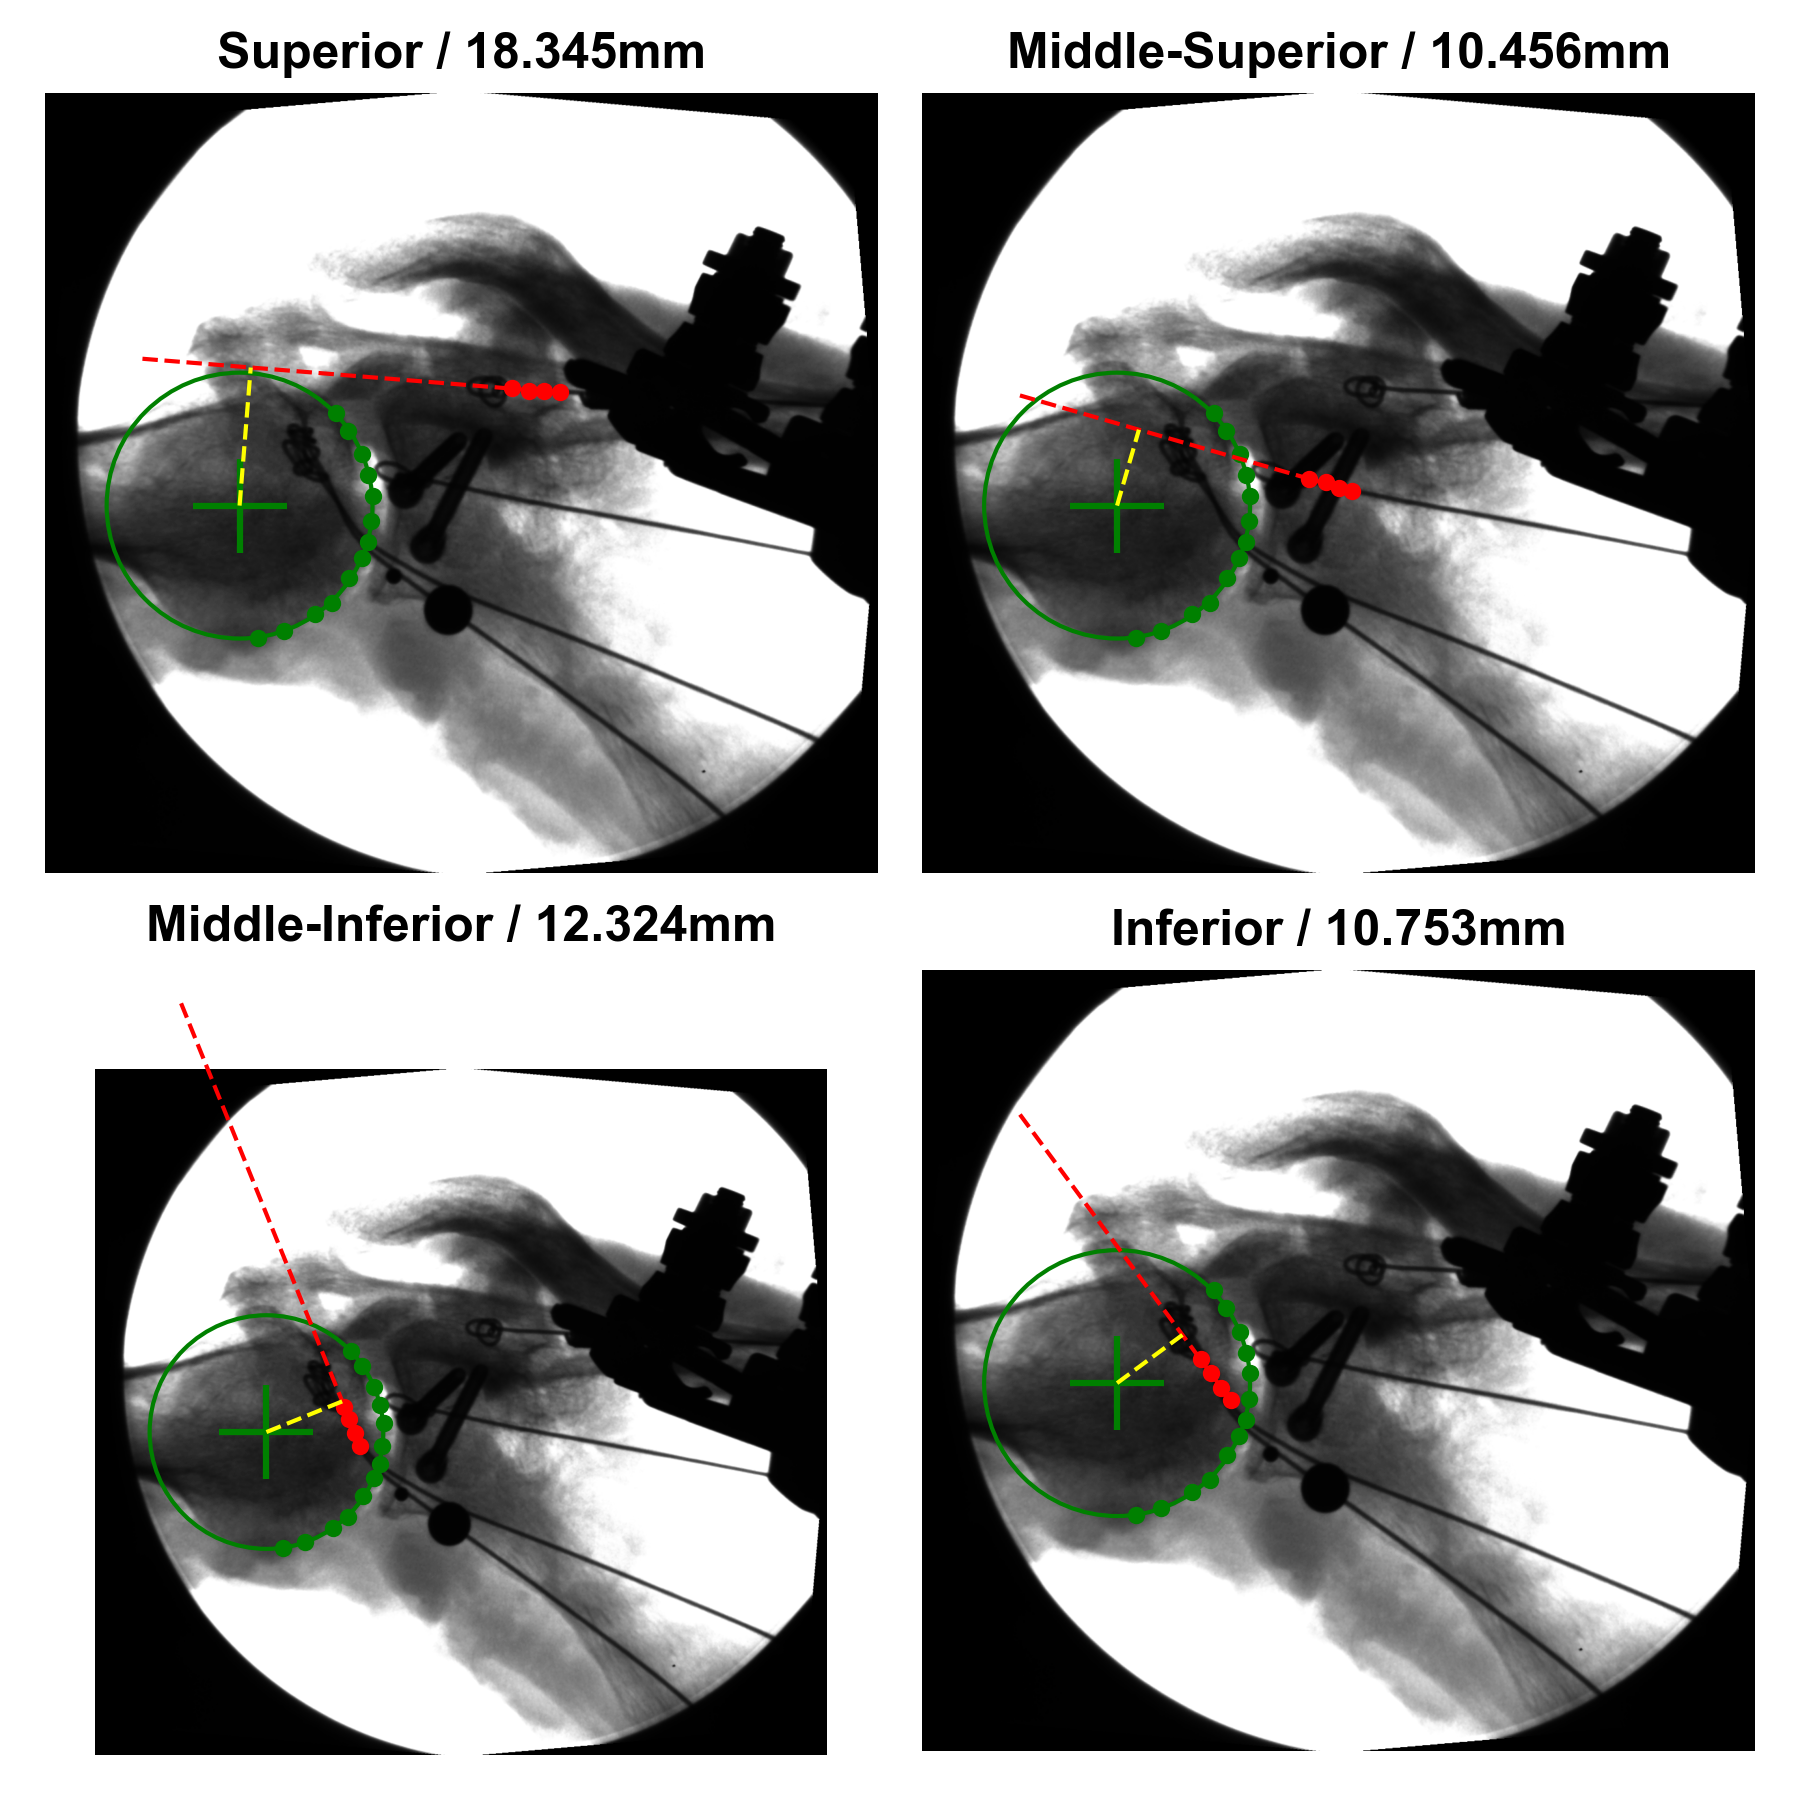 Superior / 18.345mm
Middle-Superior / 10.456mm
Middle-Inferior / 12.324mm
Inferior / 10.753mm